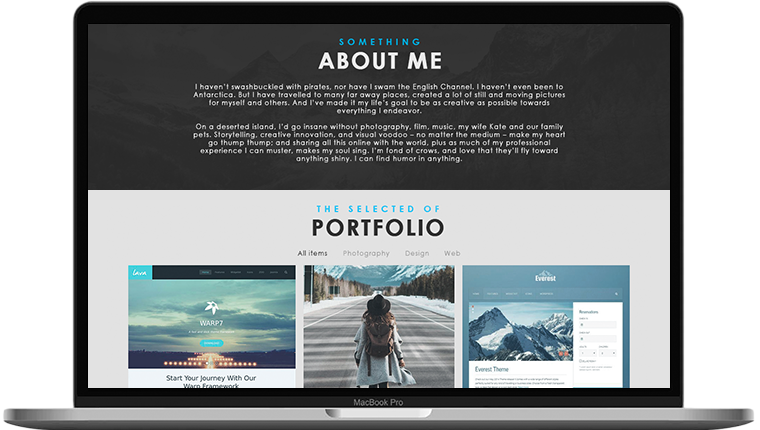 SOMETHING
ABOUT ME
I haven't swashbuckled with pirates, nor have I swam the English Channel. I haven't even been to
Antarctica. But I have travelled to many far away places, created a lot of still and moving pictures
for myself and others. And I've made it my life's goal to be as creative as possible towards
everything I endeavor.
On a deserted island, I'd go insane without photography, film, music, my wife Kate and our family
pets. Storytelling, creative innovation, and visual voodoo – no matter the medium – make my heart
go thump thump; and sharing all this online with the world, plus as much of my professional
experience I can muster, makes my soul sing. I'm fond of crows, and love that they'll fly toward
anything shiny. I can find humor in anything.
THE SELECTED OF
PORTFOLIO
All items Photography Design Web
Lava
WARP7
Start Your Journey With Our
Warp Framework
Everest
Reservations
Everest Theme
MacBook Pro